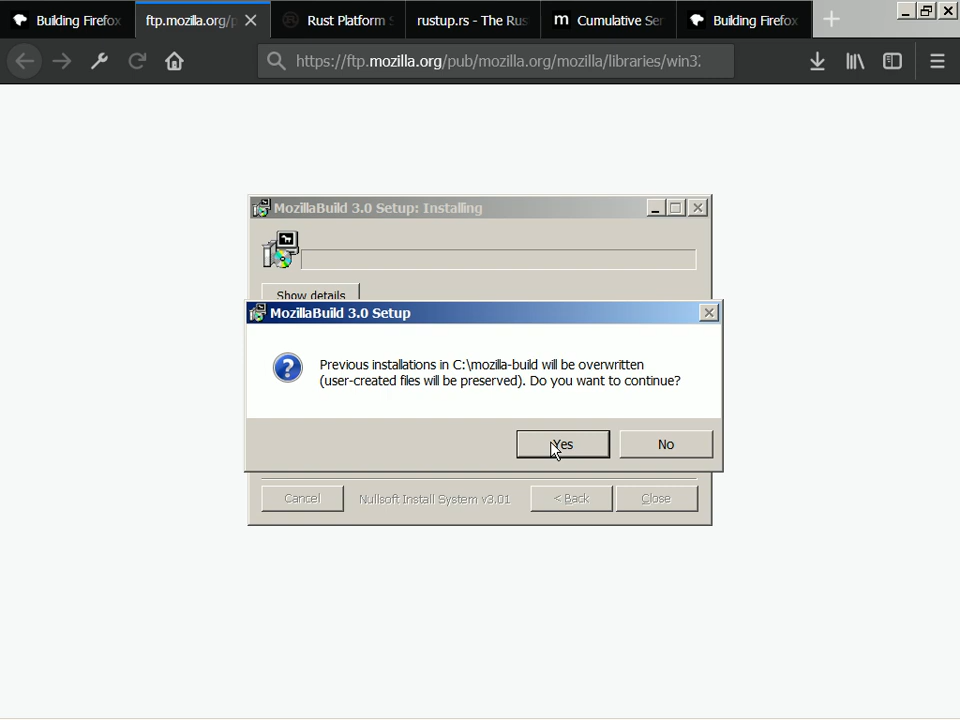 Building Firefox
ftp.mozilla.org/p
Rust Platform S
rustup.rs - The Rus
m Cumulative Ser
Building Firefox
https://ftp.mozilla.org/pub/mozilla.org/mozilla/libraries/win3
MozillaBuild 3.0 Setup: Installing
Show details
MozillaBuild 3.0 Setup
Previous installations in C:\mozilla-build will be overwritten
(user-created files will be preserved). Do you want to continue?
Yes No
Cancel Nullsoft Install System v3.01 < Back Close